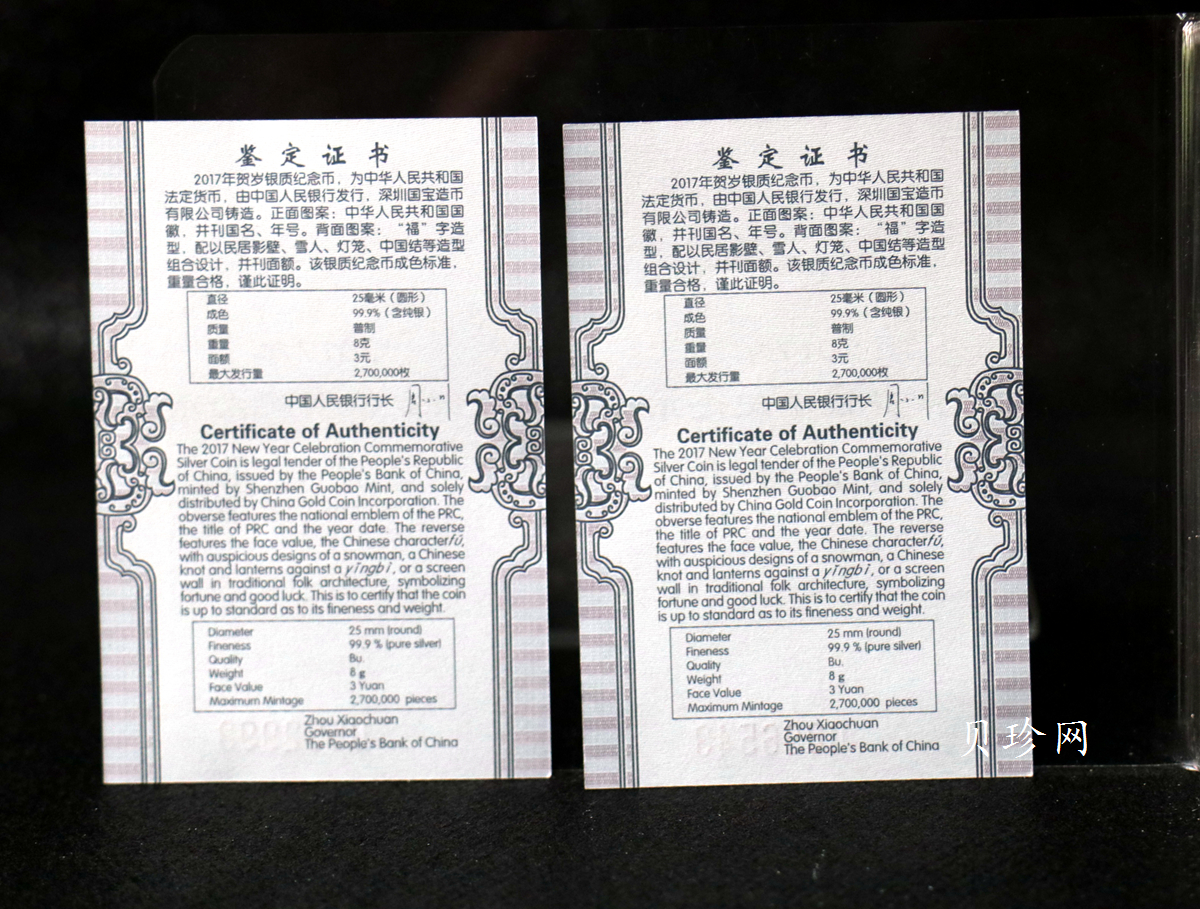 鉴定证书
2017年贺岁银质纪念币，为中华人民共和国
法定货币，由中国人民银行发行，深圳国宝造币
有限公司铸造。正面图案：中华人民共和国国
徽，并刊国名、年号。背面图案：“福”字造
型，配以民居影壁、雪人、灯笼、中国结等造型
组合设计，并刊面额。该银质纪念币成色标准，
重量合格，谨此证明。
直径 25毫米（圆形）
成色 99.9%（含纯银）
质量 普制
重量 8克
面额 3元
最大发行量 2,700,000枚
中国人民银行行长
Certificate of Authenticity
The 2017 New Year Celebration Commemorative
Silver Coin is legal tender of the People's Republic
of China, issued by the People's Bank of China,
minted by Shenzhen Guobao Mint, and solely
distributed by China Gold Coin Incorporation. The
obverse features the national emblem of the PRC,
the title of PRC and the year date. The reverse
features the face value, the Chinese character fú,
with auspicious designs of a snowman, a Chinese
knot and lanterns against a yǐngbì, or a screen
wall in traditional folk architecture, symbolizing
fortune and good luck. This is to certify that the coin
is up to standard as to its fineness and weight.
Diameter 25 mm (round)
Fineness 99.9 % (pure silver)
Quality Bu.
Weight 8 g
Face Value 3 Yuan
Maximum Mintage 2,700,000 pieces
Zhou Xiaochuan
Governor
The People's Bank of China
鉴定证书
2017年贺岁银质纪念币，为中华人民共和国
法定货币，由中国人民银行发行，深圳国宝造币
有限公司铸造。正面图案：中华人民共和国国
徽，并刊国名、年号。背面图案：“福”字造
型，配以民居影壁、雪人、灯笼、中国结等造型
组合设计，并刊面额。该银质纪念币成色标准，
重量合格，谨此证明。
直径 25毫米（圆形）
成色 99.9%（含纯银）
质量 普制
重量 8克
面额 3元
最大发行量 2,700,000枚
中国人民银行行长
Certificate of Authenticity
The 2017 New Year Celebration Commemorative
Silver Coin is legal tender of the People's Republic
of China, issued by the People's Bank of China,
minted by Shenzhen Guobao Mint, and solely
distributed by China Gold Coin Incorporation. The
obverse features the national emblem of the PRC,
the title of PRC and the year date. The reverse
features the face value, the Chinese character fú,
with auspicious designs of a snowman, a Chinese
knot and lanterns against a yǐngbì, or a screen
wall in traditional folk architecture, symbolizing
fortune and good luck. This is to certify that the coin
is up to standard as to its fineness and weight.
Diameter 25 mm (round)
Fineness 99.9 % (pure silver)
Quality Bu.
Weight 8 g
Face Value 3 Yuan
Maximum Mintage 2,700,000 pieces
Zhou Xiaochuan
Governor
The People's Bank of China
贝珍网